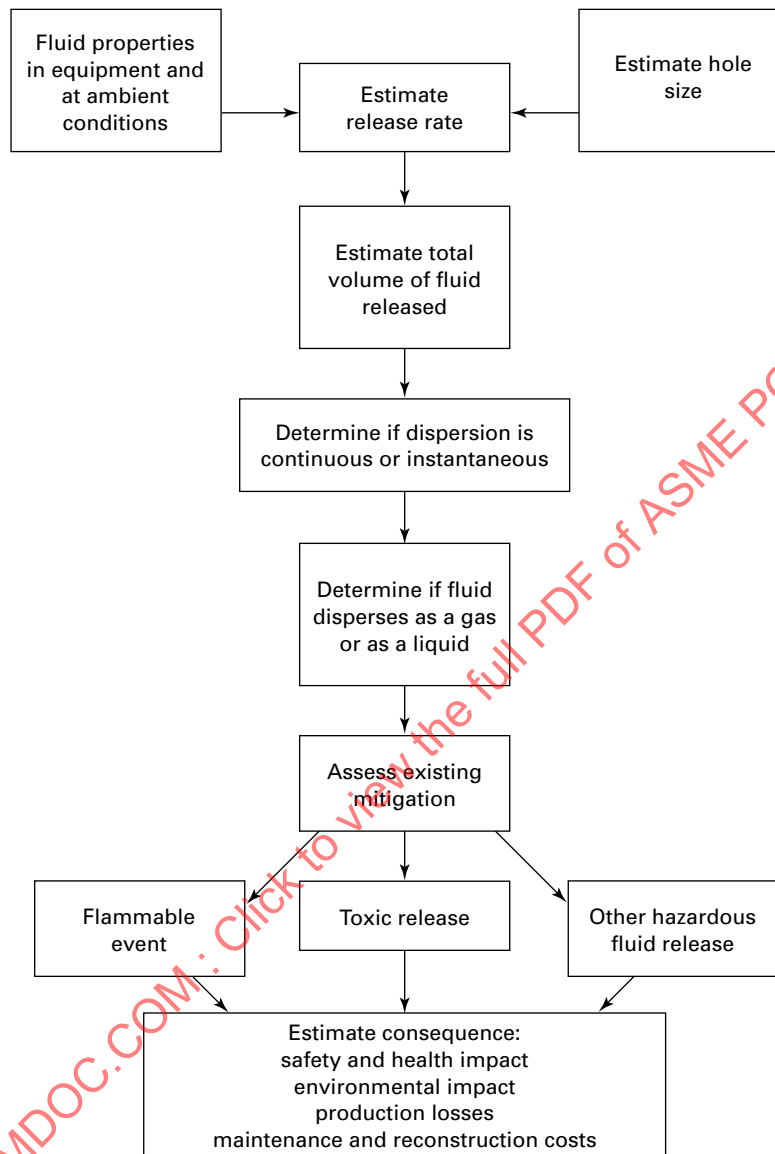 Fluid properties
in equipment and
at ambient
conditions
Estimate
release rate
Estimate hole
size
Estimate total
volume of fluid
released
Determine if dispersion is
continuous or instantaneous
Determine if fluid
disperses as a gas
or as a liquid
Assess existing
mitigation
Flammable
event
Toxic release
Other hazardous
fluid release
Estimate consequence:
safety and health impact
environmental impact
production losses
maintenance and reconstruction costs
MDOC.COM : Click to view the full PDF of ASME